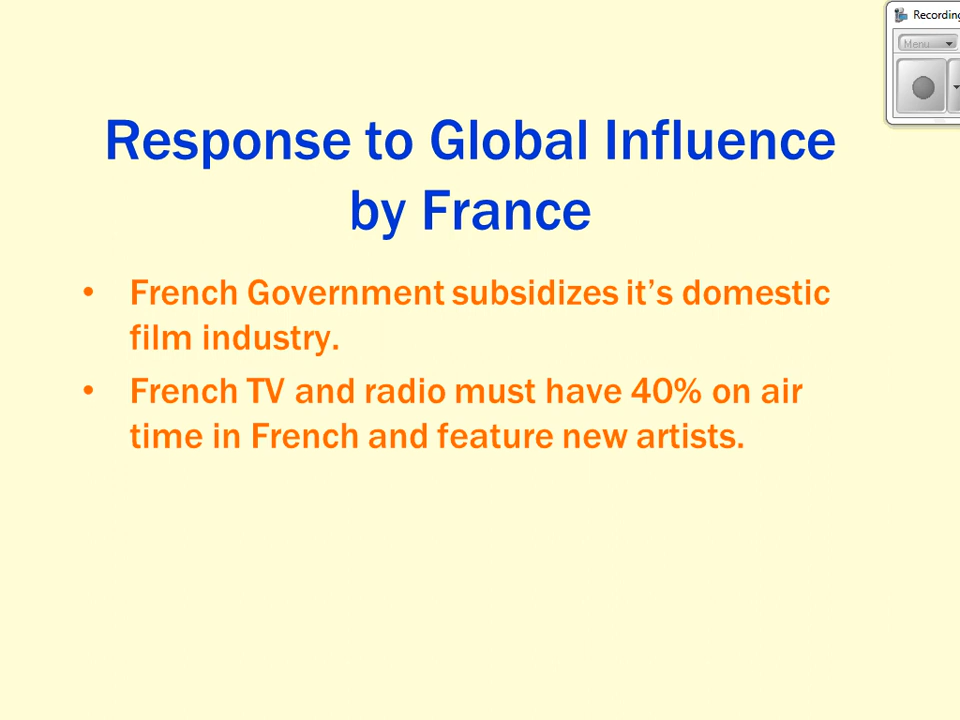 Recording
Menu
Response to Global Influence
by France
• French Government subsidizes it’s domestic
film industry.
• French TV and radio must have 40% on air
time in French and feature new artists.